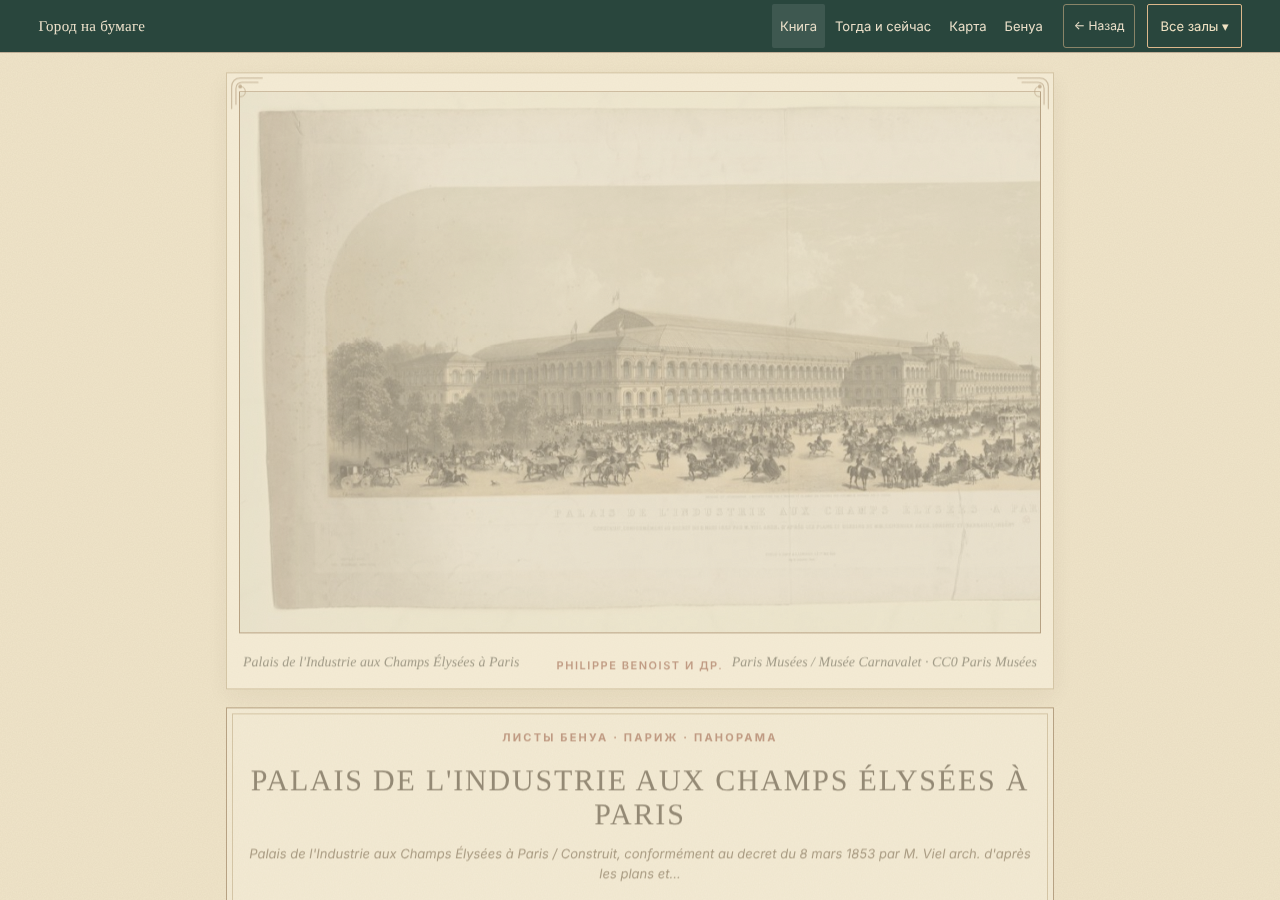 Город на бумаге
Книга
Тогда и сейчас
Карта
Бенуа
← Назад
Все залы ▾
PALAIS DE L'INDUSTRIE AUX CHAMPS ELYSÉES A PAR
Palais de l'Industrie aux Champs Élysées à Paris
PHILIPPE BENOIST И ДР.
Paris Musées / Musée Carnavalet · CC0 Paris Musées
ЛИСТЫ БЕНУА · ПАРИЖ · ПАНОРАМА
PALAIS DE L'INDUSTRIE AUX CHAMPS ÉLYSÉES À
PARIS
Palais de l'Industrie aux Champs Élysées à Paris / Construit, conformément au decret du 8 mars 1853 par M. Viel arch. d'après
les plans et...